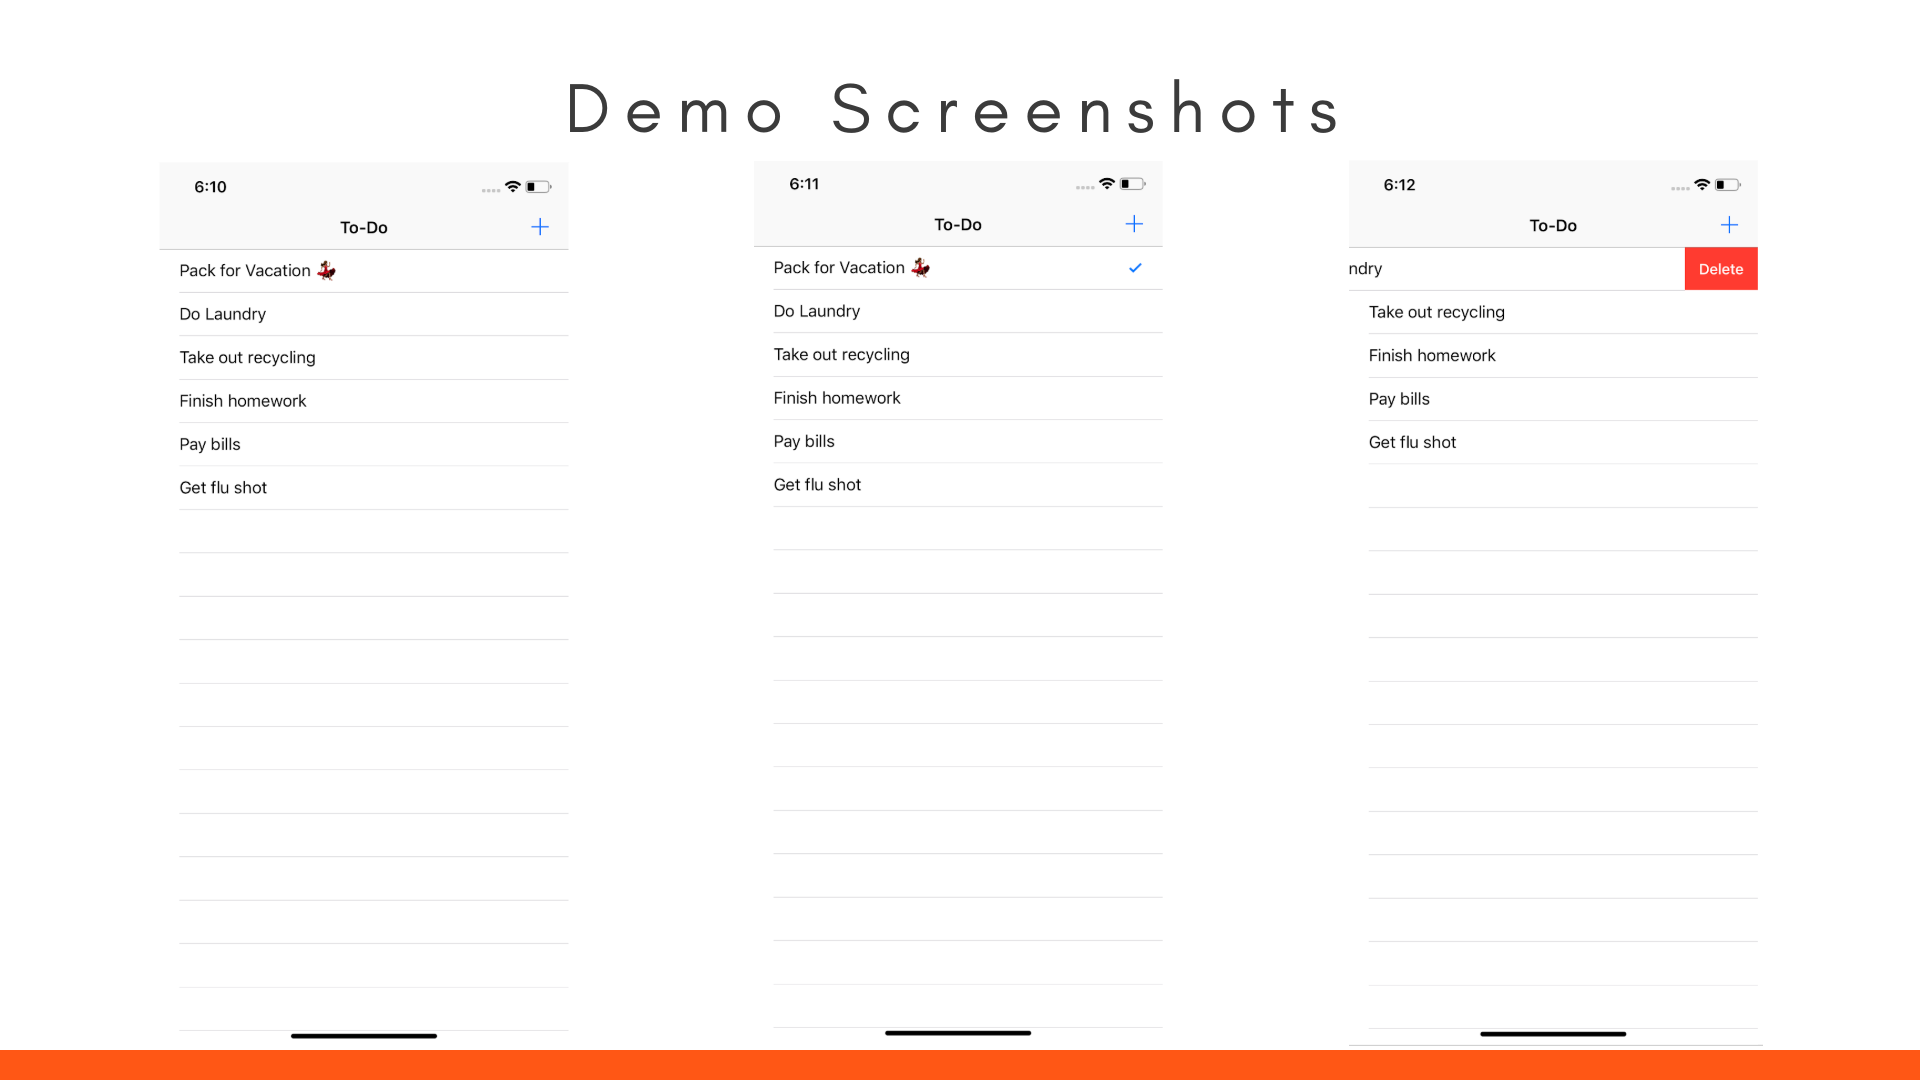 Demo Screenshots
6:10
To-Do
Pack for Vacation 💃
Do Laundry
Take out recycling
Finish homework
Pay bills
Get flu shot
6:11
To-Do
Pack for Vacation 💃
Do Laundry
Take out recycling
Finish homework
Pay bills
Get flu shot
6:12
To-Do
ndry Delete
Take out recycling
Finish homework
Pay bills
Get flu shot